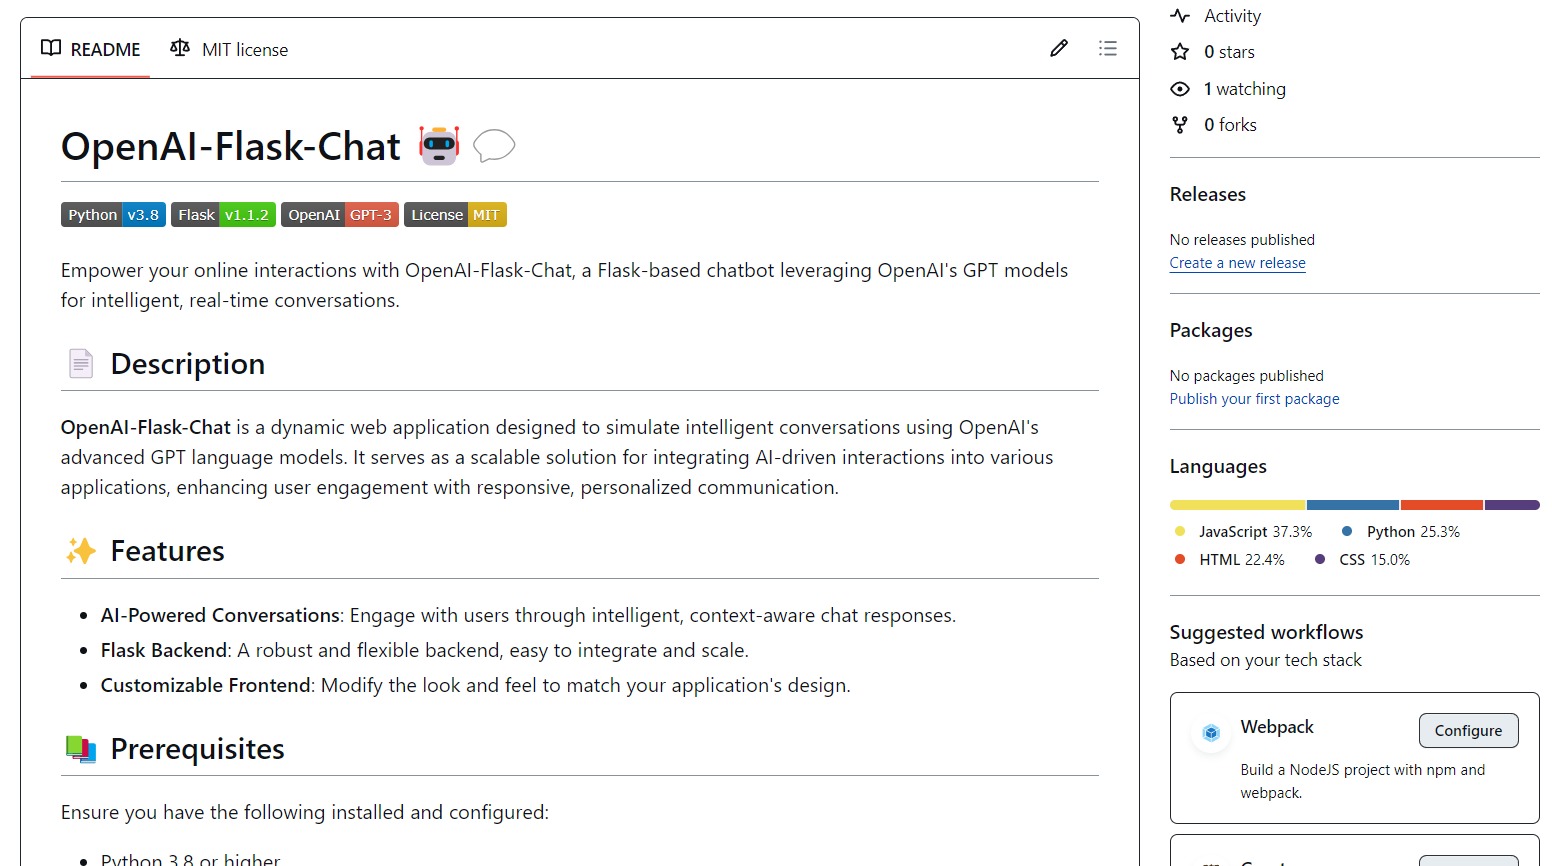 README
MIT license
OpenAI-Flask-Chat
Python v3.8 Flask v1.1.2 OpenAI GPT-3 License MIT
Empower your online interactions with OpenAI-Flask-Chat, a Flask-based chatbot leveraging OpenAI's GPT models
for intelligent, real-time conversations.
Description
OpenAI-Flask-Chat is a dynamic web application designed to simulate intelligent conversations using OpenAI's
advanced GPT language models. It serves as a scalable solution for integrating AI-driven interactions into various
applications, enhancing user engagement with responsive, personalized communication.
Features
• AI-Powered Conversations: Engage with users through intelligent, context-aware chat responses.
• Flask Backend: A robust and flexible backend, easy to integrate and scale.
• Customizable Frontend: Modify the look and feel to match your application's design.
Prerequisites
Ensure you have the following installed and configured:
• Python 3.8 or higher
Activity
0 stars
1 watching
0 forks
Releases
No releases published
Create a new release
Packages
No packages published
Publish your first package
Languages
JavaScript 37.3% Python 25.3%
HTML 22.4% CSS 15.0%
Suggested workflows
Based on your tech stack
Webpack
Configure
Build a NodeJS project with npm and
webpack.